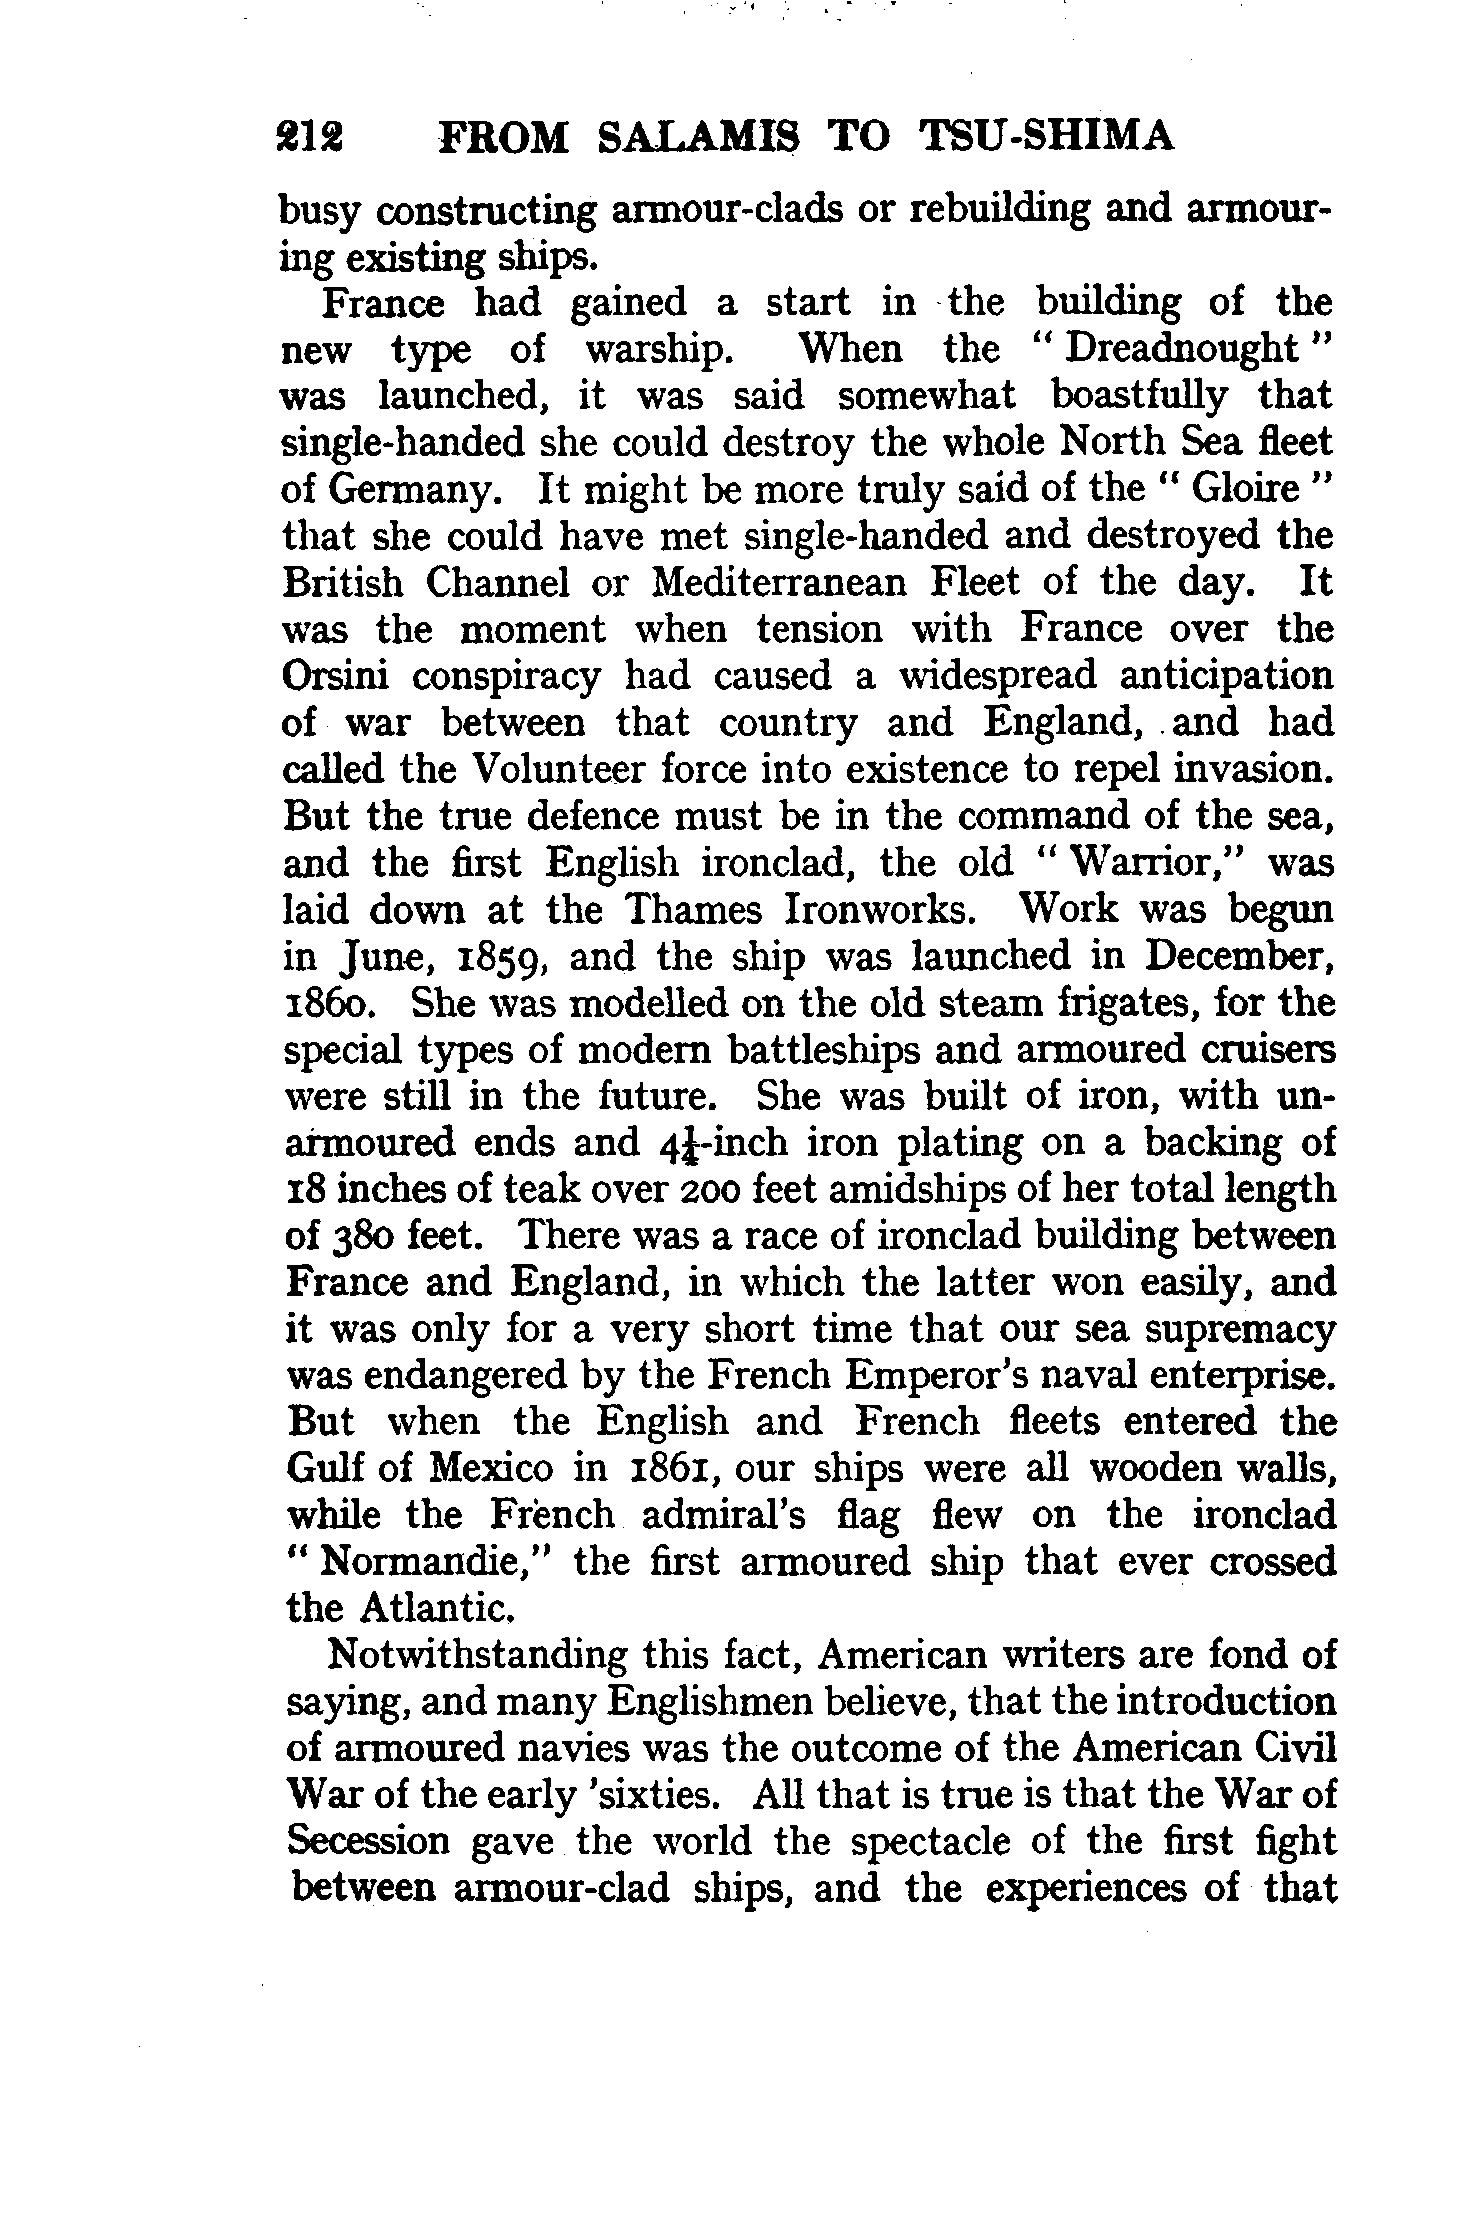 212 FROM SALAMIS TO TSU-SHIMA
busy constructing armour-clads or rebuilding and armour-
ing existing ships.
France had gained a start in the building of the
new type of warship. When the “ Dreadnought ”
was launched, it was said somewhat boastfully that
single-handed she could destroy the whole North Sea fleet
of Germany. It might be more truly said of the “ Gloire ”
that she could have met single-handed and destroyed the
British Channel or Mediterranean Fleet of the day. It
was the moment when tension with France over the
Orsini conspiracy had caused a widespread anticipation
of war between that country and England, and had
called the Volunteer force into existence to repel invasion.
But the true defence must be in the command of the sea,
and the first English ironclad, the old “ Warrior,” was
laid down at the Thames Ironworks. Work was begun
in June, 1859, and the ship was launched in December,
1860. She was modelled on the old steam frigates, for the
special types of modern battleships and armoured cruisers
were still in the future. She was built of iron, with un-
armoured ends and 4½-inch iron plating on a backing of
18 inches of teak over 200 feet amidships of her total length
of 380 feet. There was a race of ironclad building between
France and England, in which the latter won easily, and
it was only for a very short time that our sea supremacy
was endangered by the French Emperor’s naval enterprise.
But when the English and French fleets entered the
Gulf of Mexico in 1861, our ships were all wooden walls,
while the French admiral’s flag flew on the ironclad
“ Normandie,” the first armoured ship that ever crossed
the Atlantic.
Notwithstanding this fact, American writers are fond of
saying, and many Englishmen believe, that the introduction
of armoured navies was the outcome of the American Civil
War of the early ’sixties. All that is true is that the War of
Secession gave the world the spectacle of the first fight
between armour-clad ships, and the experiences of that